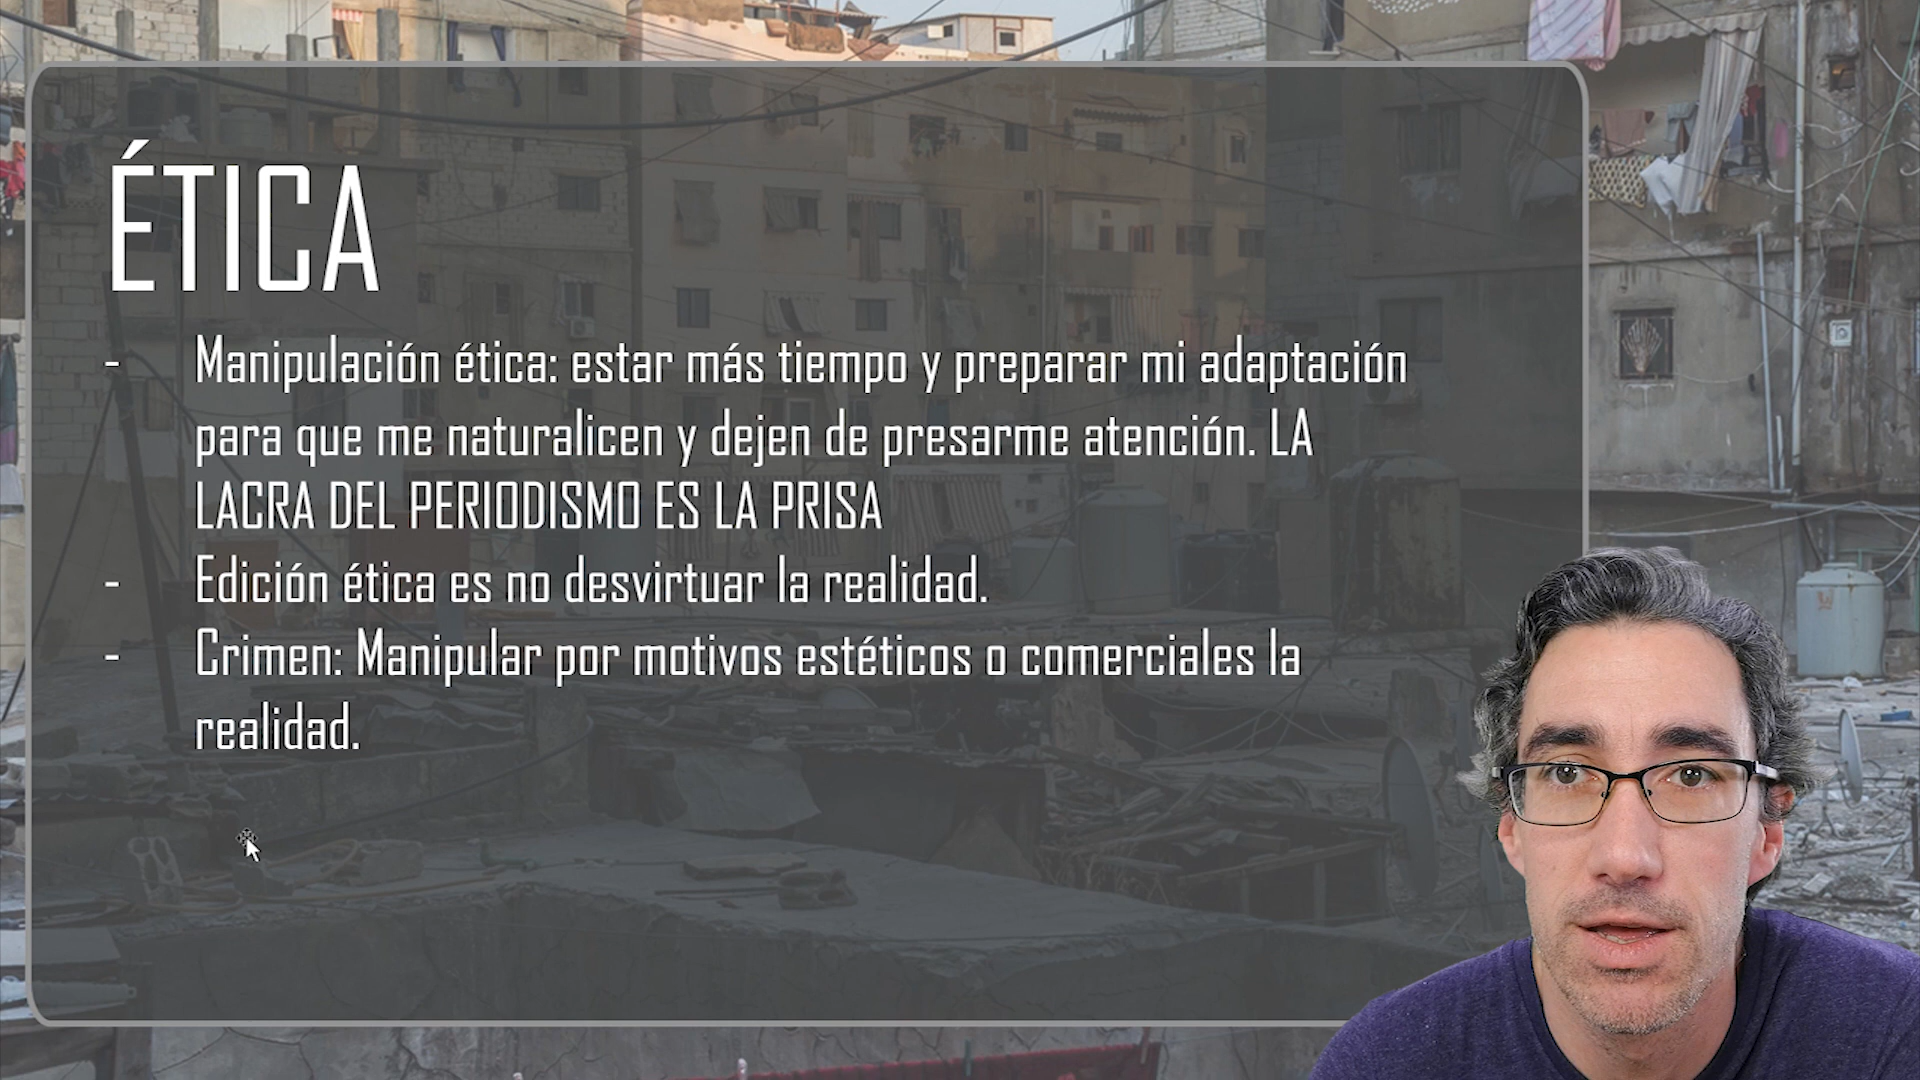 ÉTICA
- Manipulación ética: estar más tiempo y preparar mi adaptación
para que me naturalicen y dejen de presarme atención. LA
LACRA DEL PERIODISMO ES LA PRISA
- Edición ética es no desvirtuar la realidad.
- Crimen: Manipular por motivos estéticos o comerciales la
realidad.